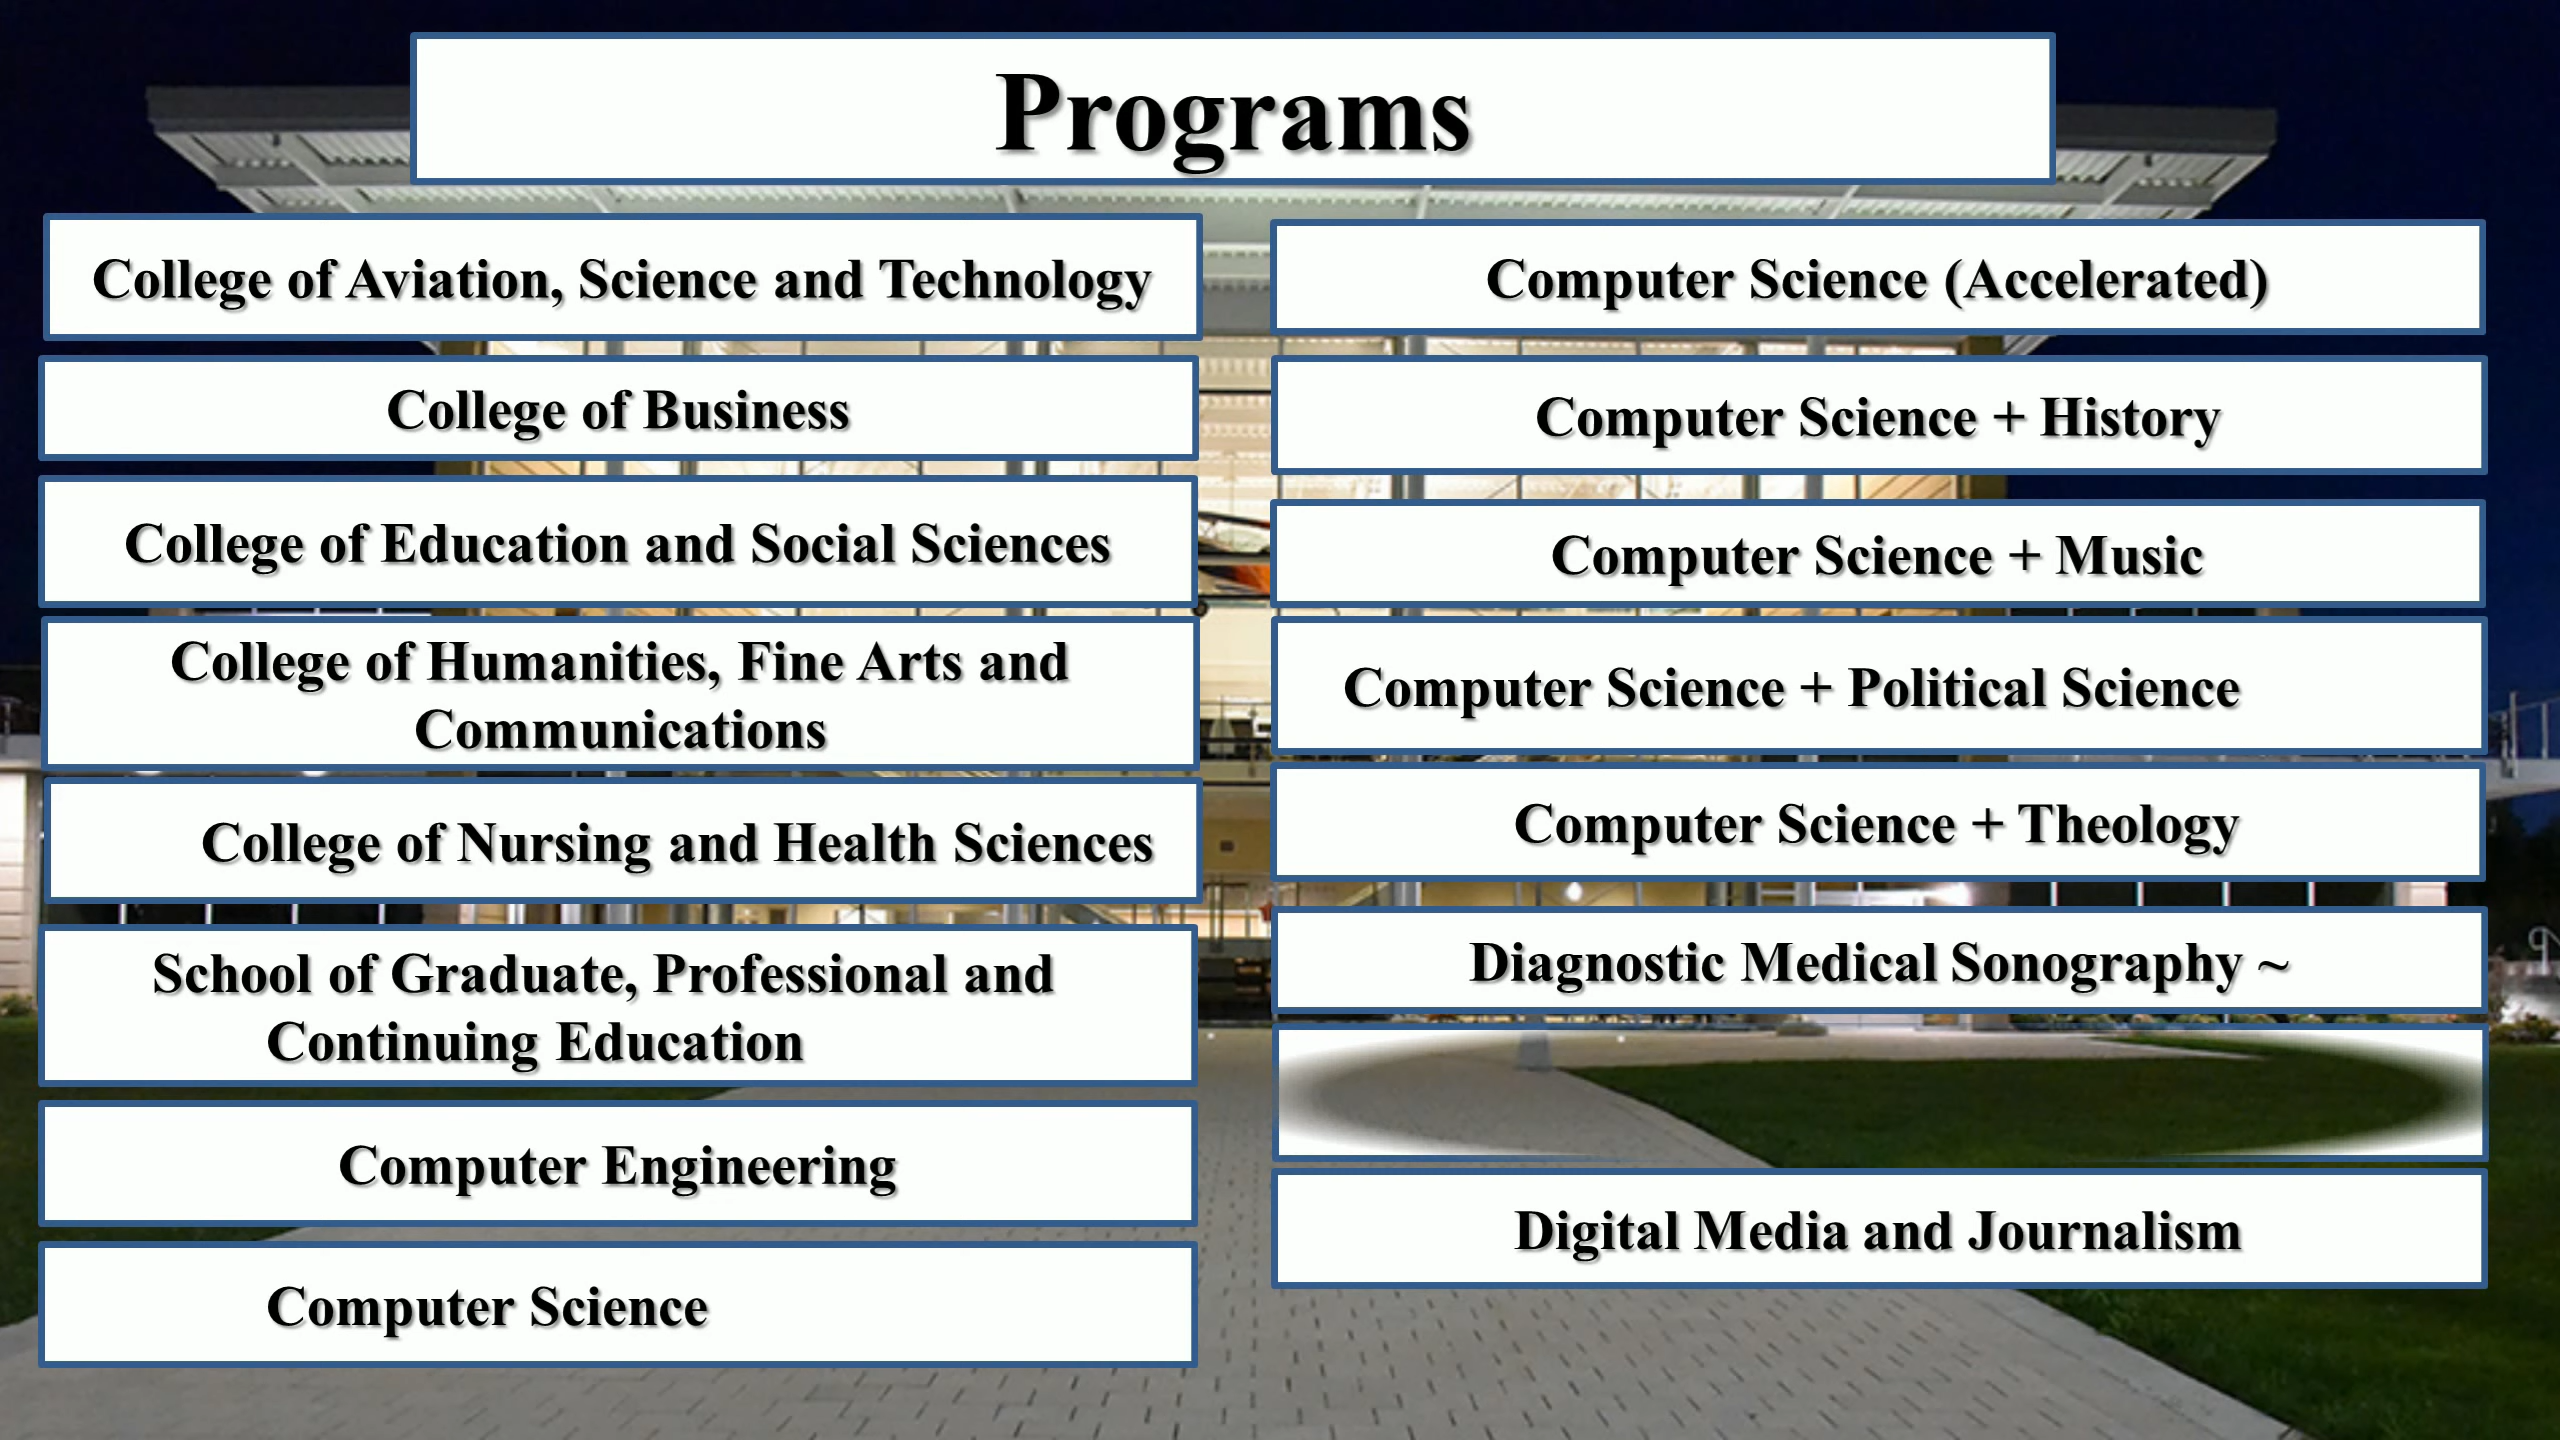 Programs
College of Aviation, Science and Technology
College of Business
College of Education and Social Sciences
College of Humanities, Fine Arts and
Communications
College of Nursing and Health Sciences
School of Graduate, Professional and
Continuing Education
Computer Engineering
Computer Science
Computer Science (Accelerated)
Computer Science + History
Computer Science + Music
Computer Science + Political Science
Computer Science + Theology
Diagnostic Medical Sonography ~
Digital Media and Journalism